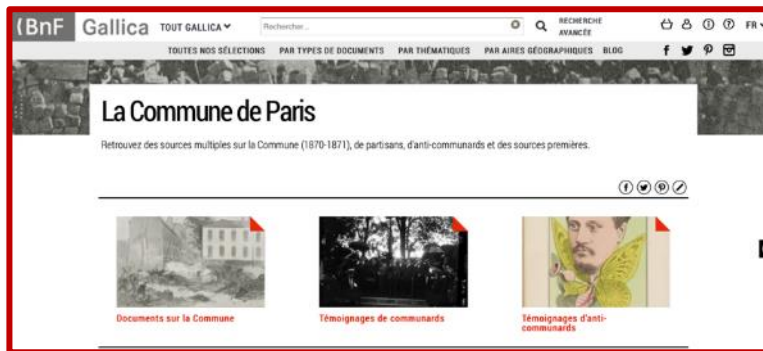 (BnF Gallica TOUT GALLICA Rechercher... RECHERCHE AVANCÉE FR
TOUTES NOS SÉLECTIONS PAR TYPES DE DOCUMENTS PAR THÉMATIQUES PAR AIRES GÉOGRAPHIQUES BLOG
La Commune de Paris
Retrouvez des sources multiples sur la Commune (1870-1871), de partisans, d'anti-communards et des sources premières.
Documents sur la Commune
Témoignages de communards
Témoignages d'anti-
communards